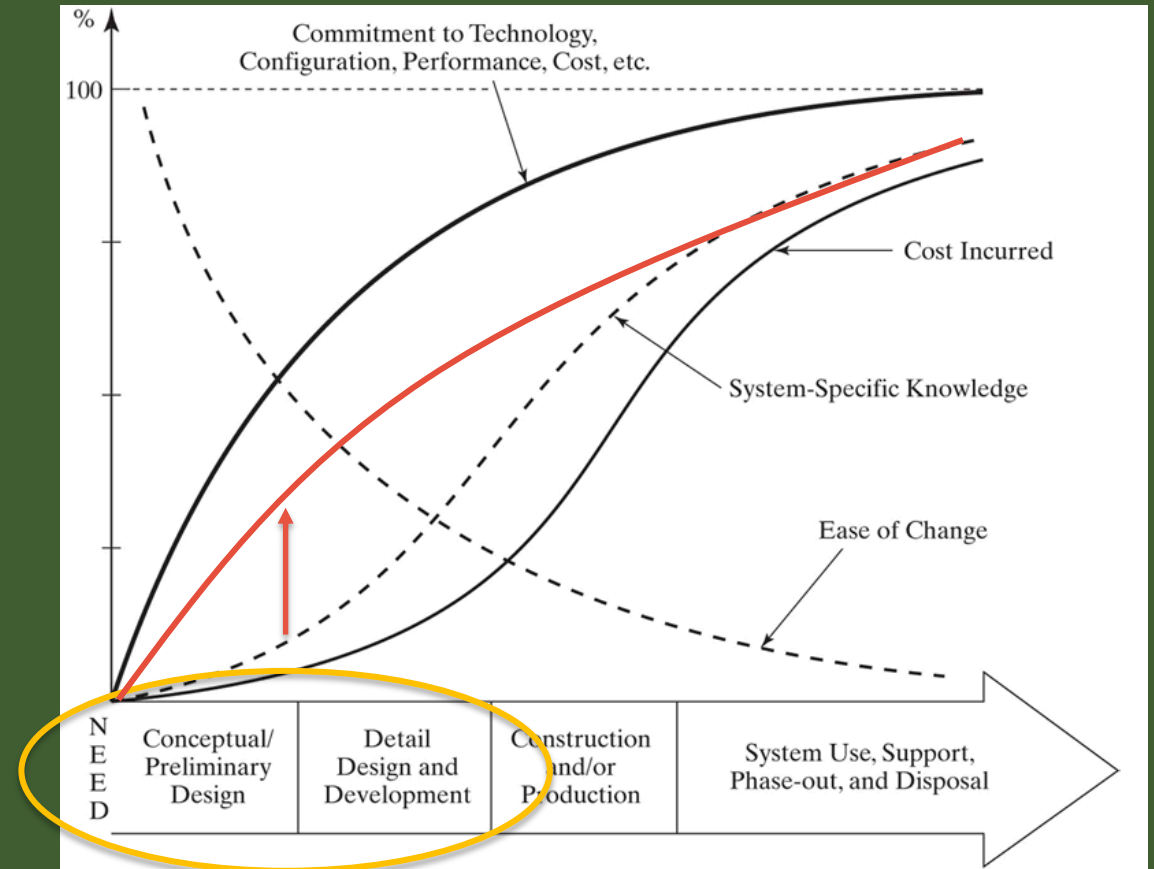 %
Commitment to Technology,
Configuration, Performance, Cost, etc.
100
Cost Incurred
System-Specific Knowledge
Ease of Change
N
E
E
D
Conceptual/
Preliminary
Design
Detail
Design and
Development
Construction
and/or
Production
System Use, Support,
Phase-out, and Disposal